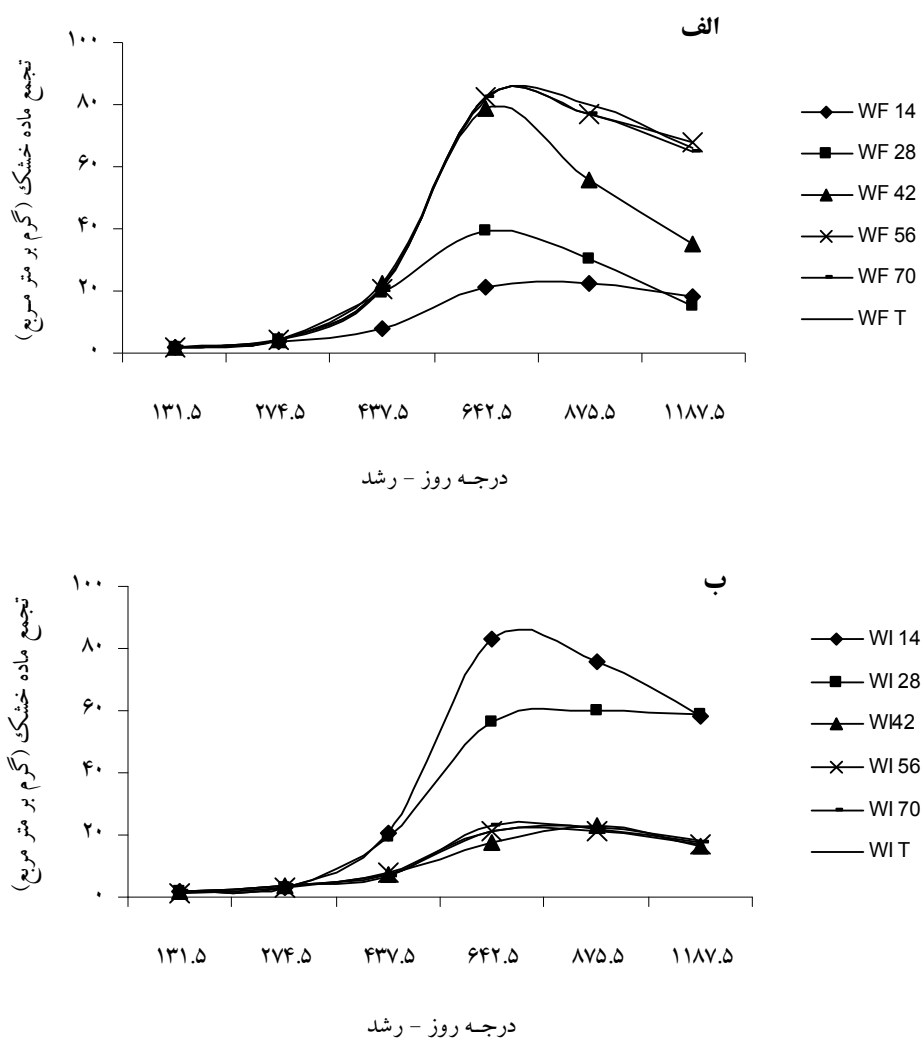 الف
تجمع ماده خشک (گرم بر متر مربع)
۱۰۰
۸۰
۶۰
۴۰
۲۰
۰
۱۳۱.۵ ۲۷۴.۵ ۴۳۷.۵ ۶۴۲.۵ ۸۷۵.۵ ۱۱۸۷.۵
درجه روز - رشد
WF 14
WF 28
WF 42
WF 56
WF 70
WF T
ب
تجمع ماده خشک (گرم بر متر مربع)
۱۰۰
۸۰
۶۰
۴۰
۲۰
۰
۱۳۱.۵ ۲۷۴.۵ ۴۳۷.۵ ۶۴۲.۵ ۸۷۵.۵ ۱۱۸۷.۵
درجه روز - رشد
WI 14
WI 28
WI42
WI 56
WI 70
WI T